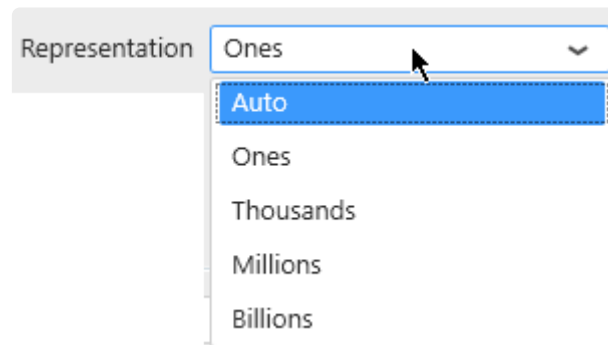 Representation Ones
Auto
Ones
Thousands
Millions
Billions